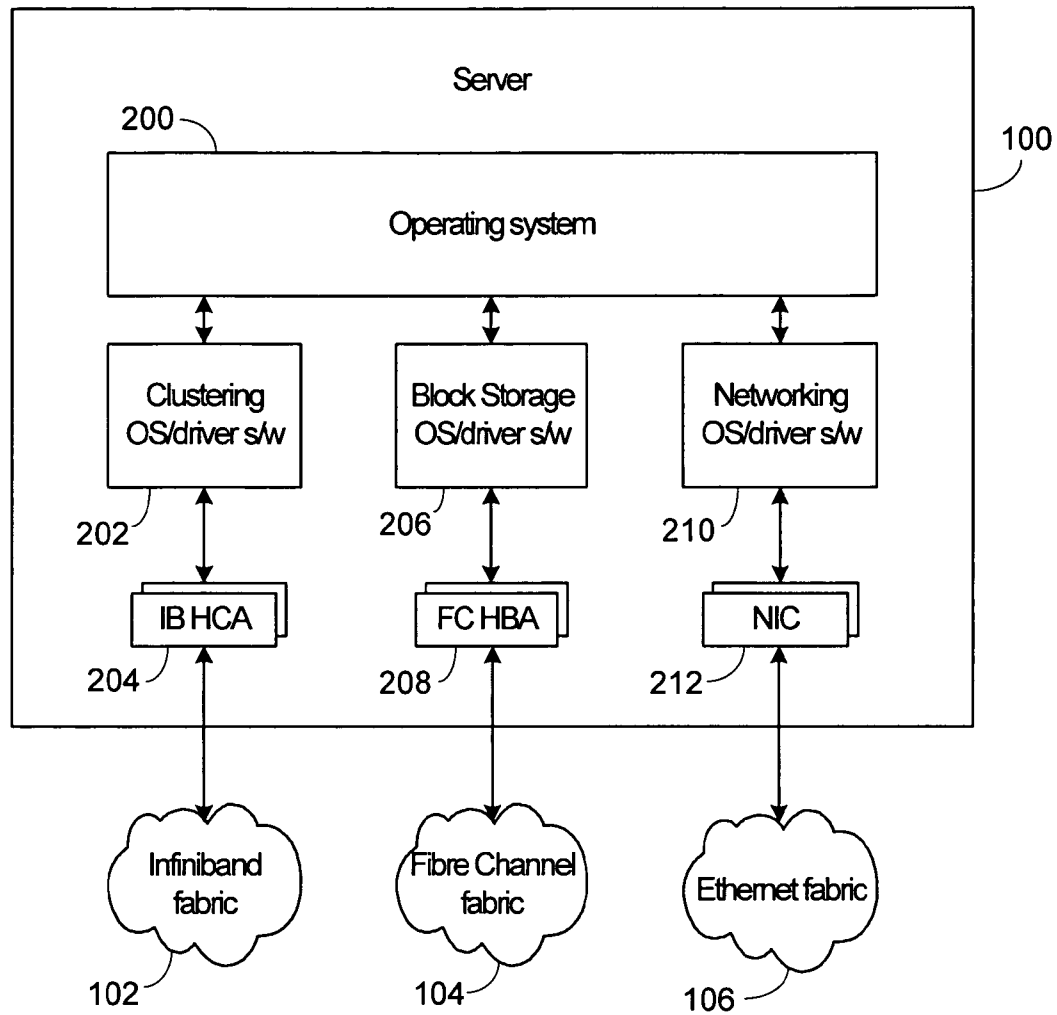 Server
200
100
Operating system
Clustering
OS/driver s/w
Block Storage
OS/driver s/w
Networking
OS/driver s/w
202
206
210
IB HCA
FC HBA
NIC
204
208
212
Infiniband
fabric
Fibre Channel
fabric
Ethernet fabric
102
104
106